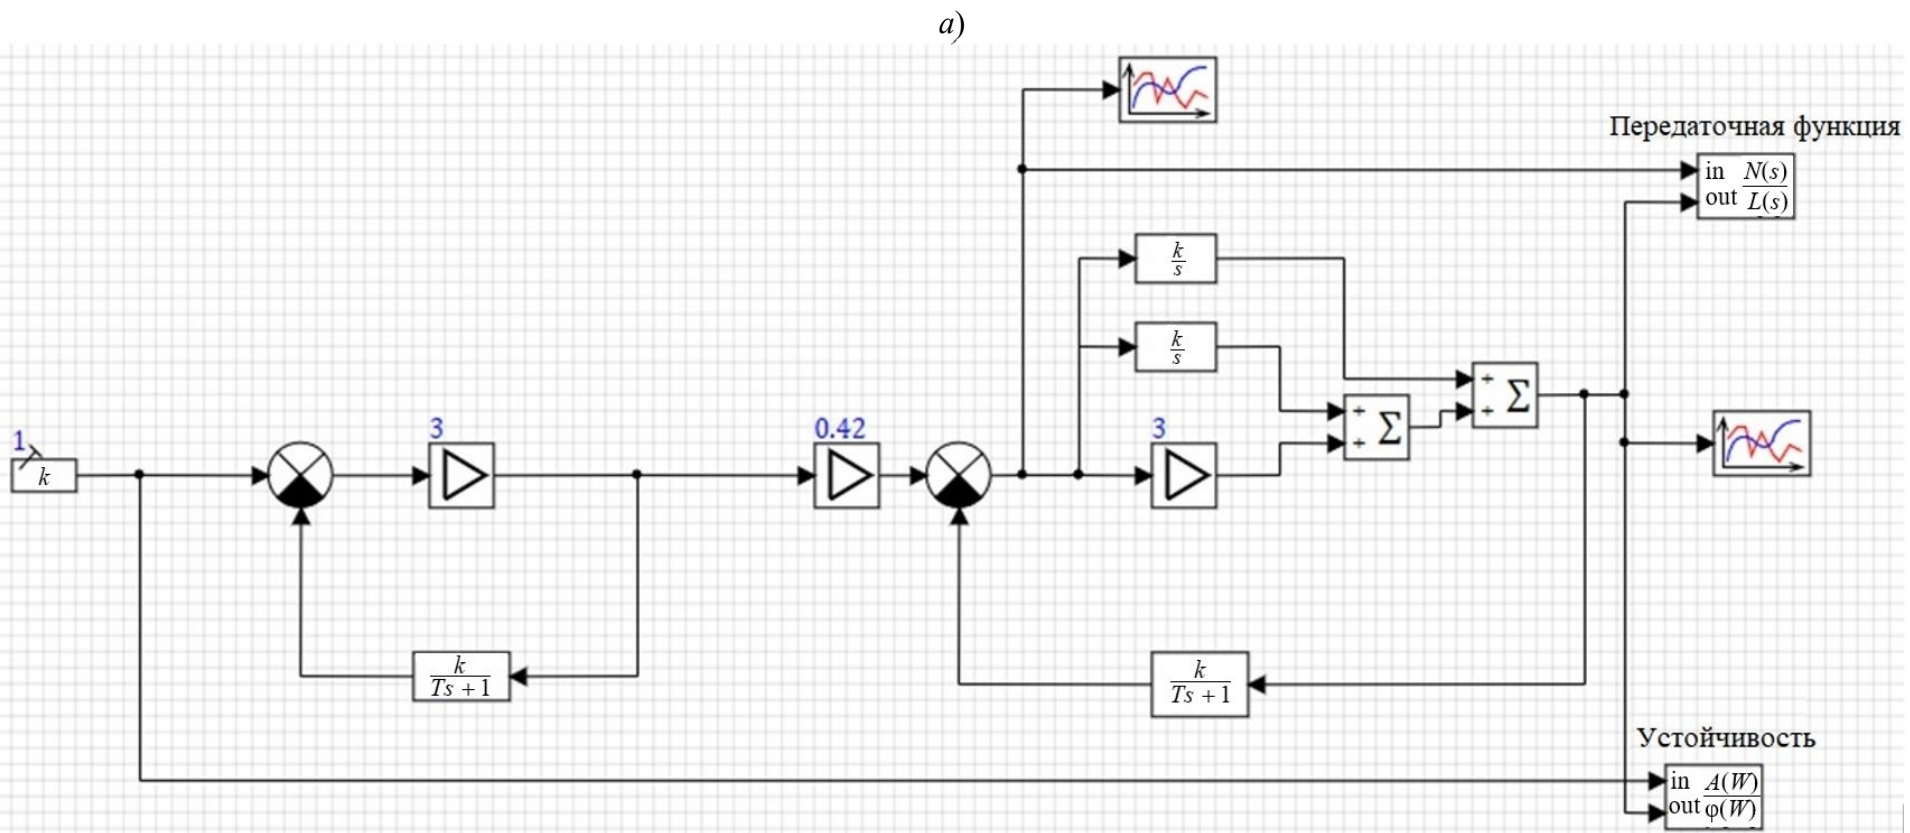 а)
Передаточная функция
in N(s)
out L(s)
k
s
k
s
+
Σ
+
+
Σ
+
1
k
3
0.42
3
k
Ts + 1
k
Ts + 1
Устойчивость
in A(W)
out φ(W)